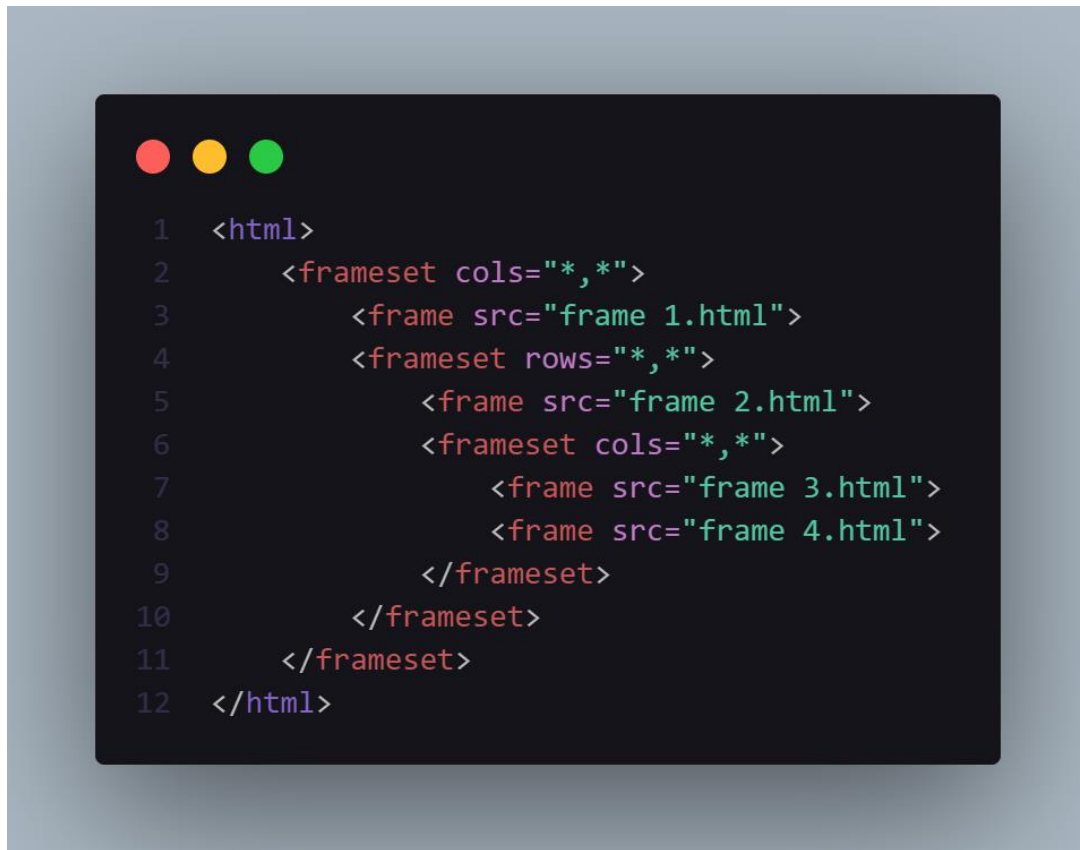 1 <html>
2 <frameset cols="*,*">
3 <frame src="frame 1.html">
4 <frameset rows="*,*">
5 <frame src="frame 2.html">
6 <frameset cols="*,*">
7 <frame src="frame 3.html">
8 <frame src="frame 4.html">
9 </frameset>
10 </frameset>
11 </frameset>
12 </html>